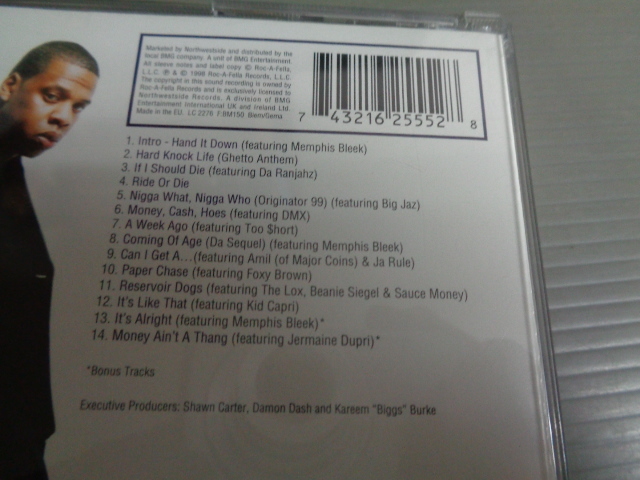 Marketed by Northwestside and distributed by the
local BMG company. A unit of BMG Entertainment.
All sleeve notes and label copy © Roc-A-Fella,
L.L.C. ℗ & © 1998 Roc-A-Fella Records, L.L.C.
The copyright in this sound recording is owned by
Roc-A-Fella Records and is exclusively licensed to
Northwestside Records. A division of BMG
Entertainment International UK and Ireland Ltd.
Made in the EU. LC 2276 F:BM150 Biem/Gema
7 43216 25552 8
1. Intro - Hand It Down (featuring Memphis Bleek)
2. Hard Knock Life (Ghetto Anthem)
3. If I Should Die (featuring Da Ranjahz)
4. Ride Or Die
5. Nigga What, Nigga Who (Originator 99) (featuring Big Jaz)
6. Money, Cash, Hoes (featuring DMX)
7. A Week Ago (featuring Too $hort)
8. Coming Of Age (Da Sequel) (featuring Memphis Bleek)
9. Can I Get A...(featuring Amil (of Major Coins) & Ja Rule)
10. Paper Chase (featuring Foxy Brown)
11. Reservoir Dogs (featuring The Lox, Beanie Siegel & Sauce Money)
12. It's Like That (featuring Kid Capri)
13. It's Alright (featuring Memphis Bleek)*
14. Money Ain't A Thang (featuring Jermaine Dupri)*
*Bonus Tracks
Executive Producers: Shawn Carter, Damon Dash and Kareem "Biggs" Burke